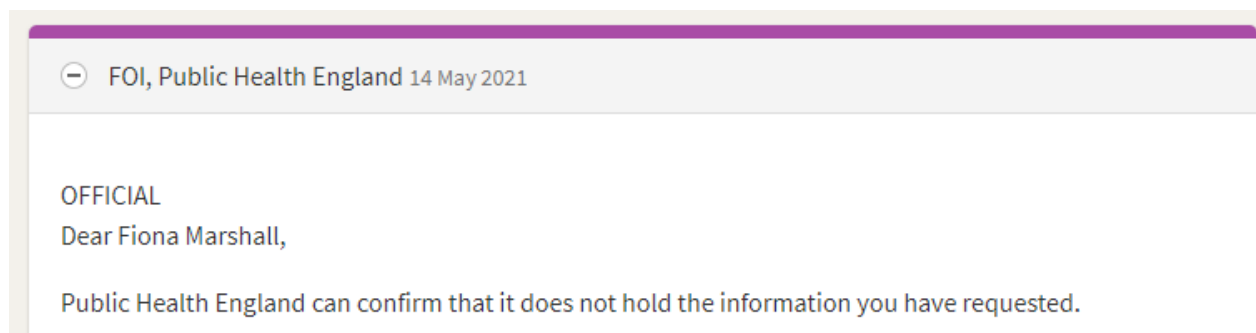 FOI, Public Health England 14 May 2021
OFFICIAL
Dear Fiona Marshall,
Public Health England can confirm that it does not hold the information you have requested.